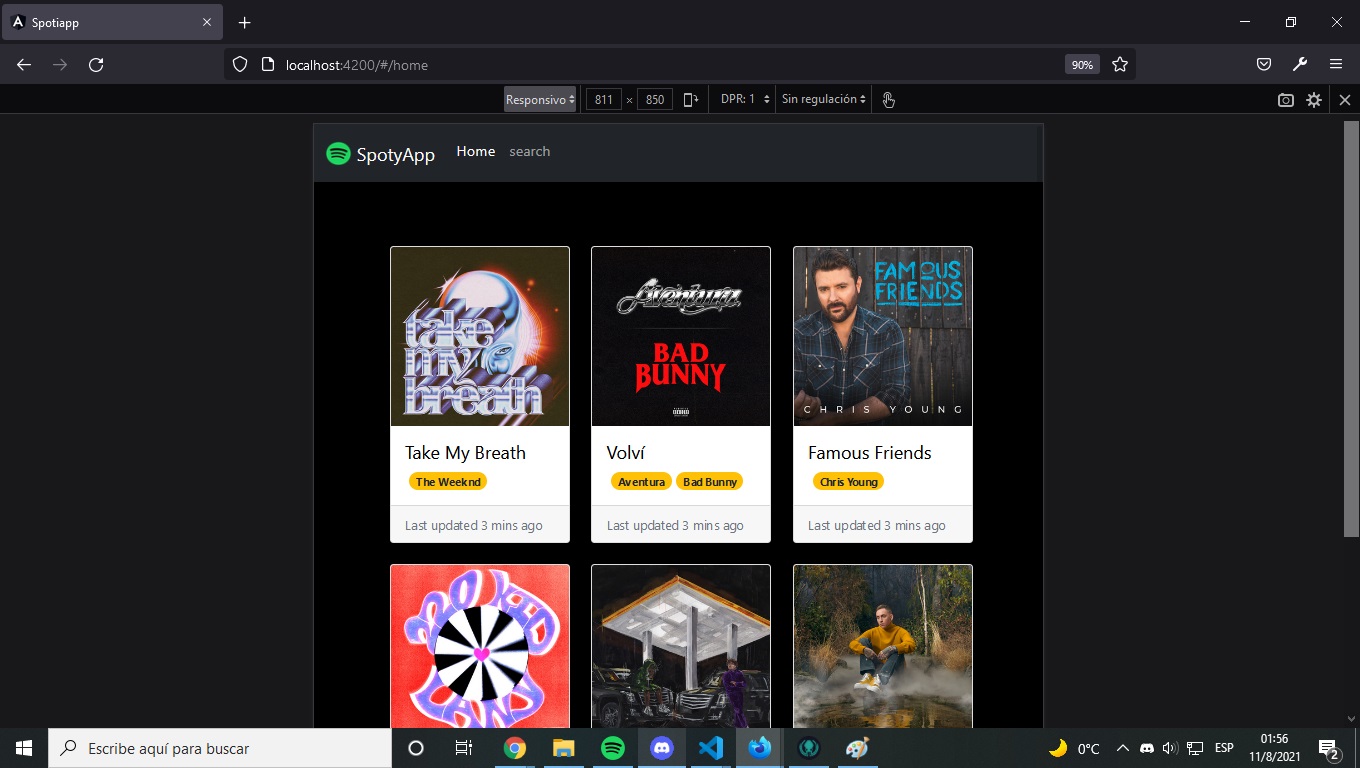 Spotiapp
localhost:4200/#/home
90%
Responsivo
811 × 850
DPR: 1
Sin regulación
SpotyApp
Home
search
take
my
breath
Aventura
BAD
BUNNY
FAMOUS
FRIENDS
CHRIS YOUNG
Take My Breath
The Weeknd
Last updated 3 mins ago
Volví
Aventura
Bad Bunny
Last updated 3 mins ago
Famous Friends
Chris Young
Last updated 3 mins ago
Escribe aquí para buscar
0°C
ESP
01:56
11/8/2021
2